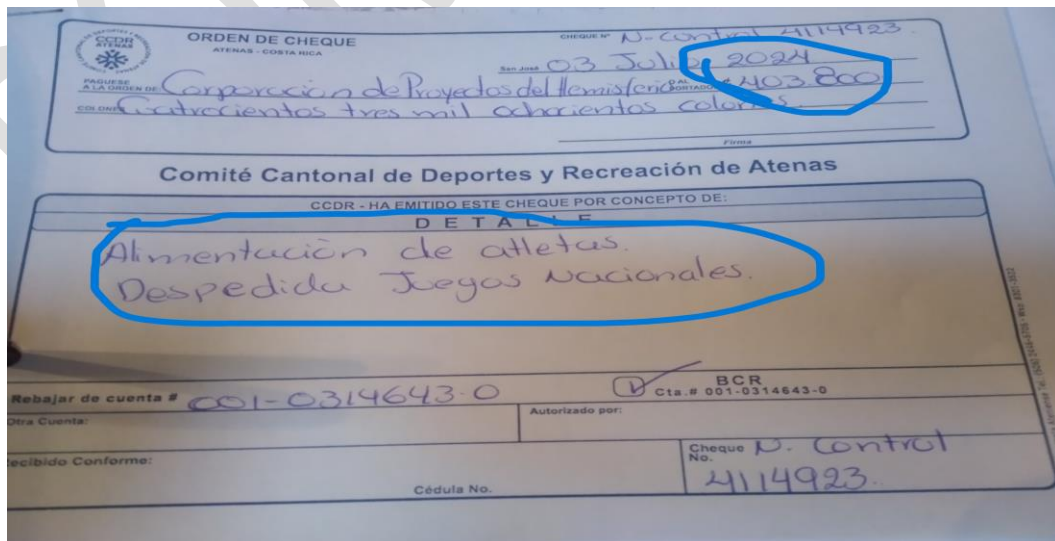 CCDR
ATENAS
ORDEN DE CHEQUE
ATENAS - COSTA RICA
CHEQUE Nº N-Control 4114923
San José 03 Julio 2024
PAGUESE A LA ORDEN DE Corporación de Proyectos del Hemisferio 403.800
COLONES Cuatrocientos tres mil ochocientos colones.
Firma
Comité Cantonal de Deportes y Recreación de Atenas
CCDR - HA EMITIDO ESTE CHEQUE POR CONCEPTO DE:
DETALLE
Alimentación de atletas.
Despedida Juegos Nacionales.
Rebajar de cuenta # 001-0314643-0
BCR
Cta.# 001-0314643-0
Otra Cuenta:
Autorizado por:
Recibido Conforme:
Cédula No.
Cheque No. N. Control
4114923.